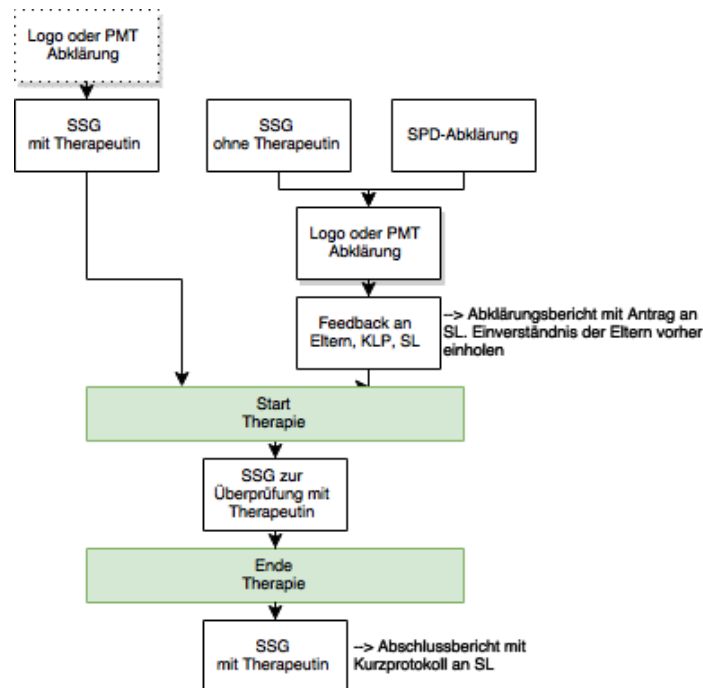 Logo oder PMT
Abklärung
SSG
mit Therapeutin
SSG
ohne Therapeutin
SPD-Abklärung
Logo oder PMT
Abklärung
Feedback an
Eltern, KLP, SL
--> Abklärungsbericht mit Antrag an
SL. Einverständnis der Eltern vorher
einholen
Start
Therapie
SSG zur
Überprüfung mit
Therapeutin
Ende
Therapie
SSG
mit Therapeutin
--> Abschlussbericht mit
Kurzprotokoll an SL